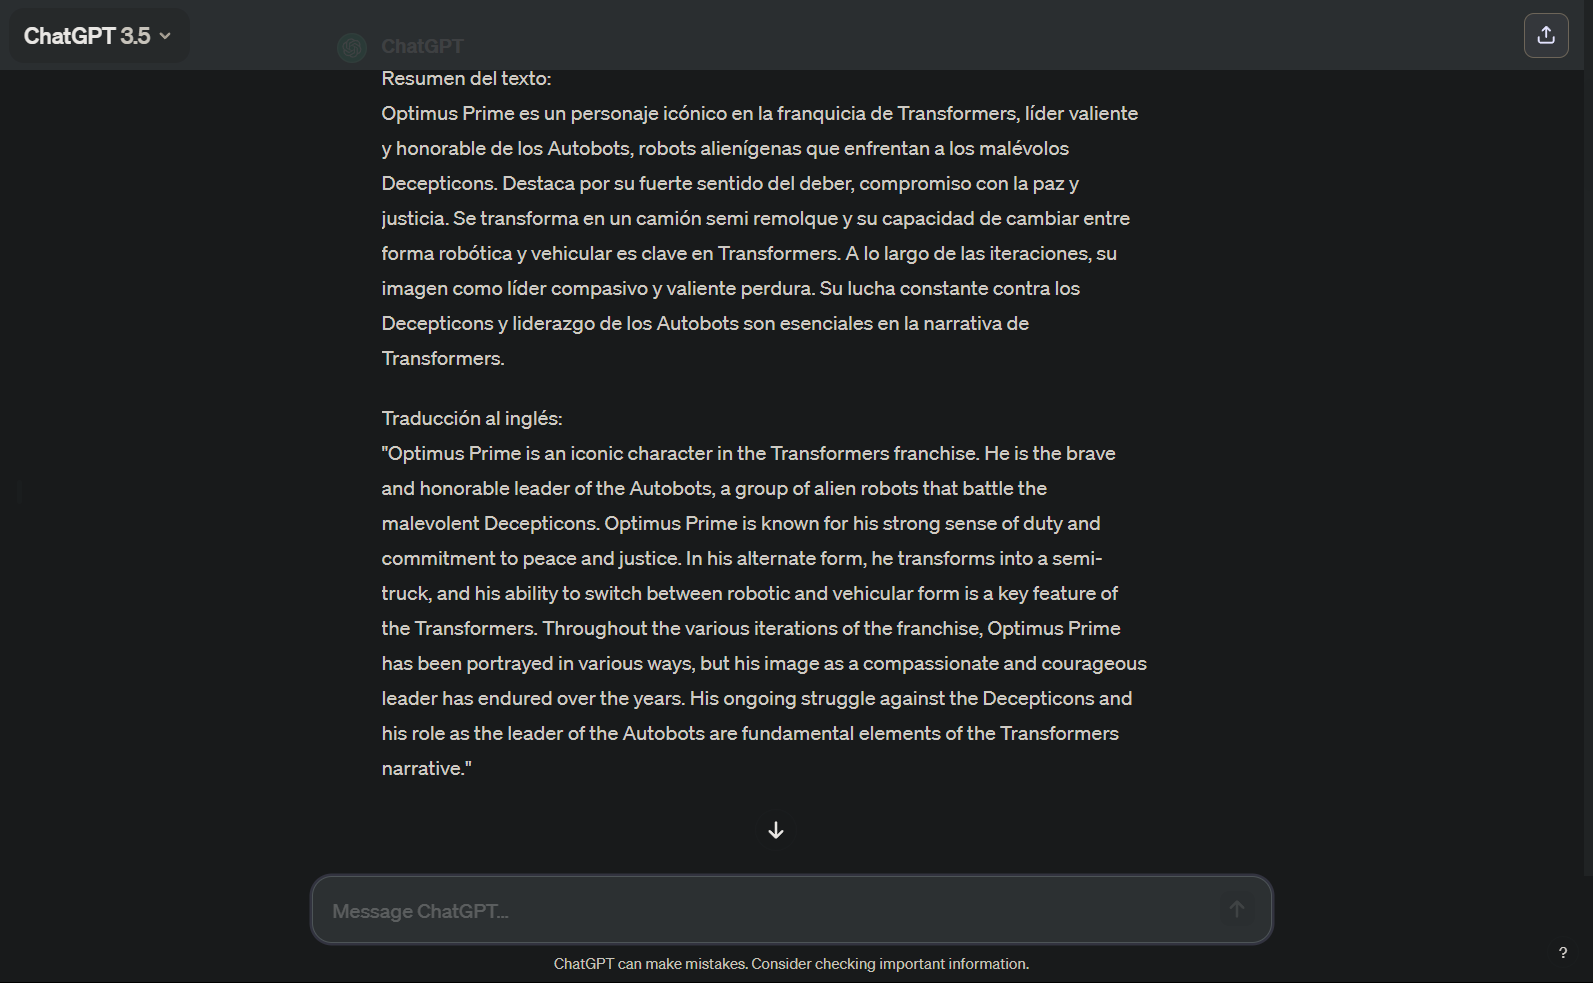 ChatGPT 3.5
ChatGPT
Resumen del texto:
Optimus Prime es un personaje icónico en la franquicia de Transformers, líder valiente
y honorable de los Autobots, robots alienígenas que enfrentan a los malévolos
Decepticons. Destaca por su fuerte sentido del deber, compromiso con la paz y
justicia. Se transforma en un camión semi remolque y su capacidad de cambiar entre
forma robótica y vehicular es clave en Transformers. A lo largo de las iteraciones, su
imagen como líder compasivo y valiente perdura. Su lucha constante contra los
Decepticons y liderazgo de los Autobots son esenciales en la narrativa de
Transformers.
Traducción al inglés:
"Optimus Prime is an iconic character in the Transformers franchise. He is the brave
and honorable leader of the Autobots, a group of alien robots that battle the
malevolent Decepticons. Optimus Prime is known for his strong sense of duty and
commitment to peace and justice. In his alternate form, he transforms into a semi-
truck, and his ability to switch between robotic and vehicular form is a key feature of
the Transformers. Throughout the various iterations of the franchise, Optimus Prime
has been portrayed in various ways, but his image as a compassionate and courageous
leader has endured over the years. His ongoing struggle against the Decepticons and
his role as the leader of the Autobots are fundamental elements of the Transformers
narrative."
Message ChatGPT...
ChatGPT can make mistakes. Consider checking important information.
?